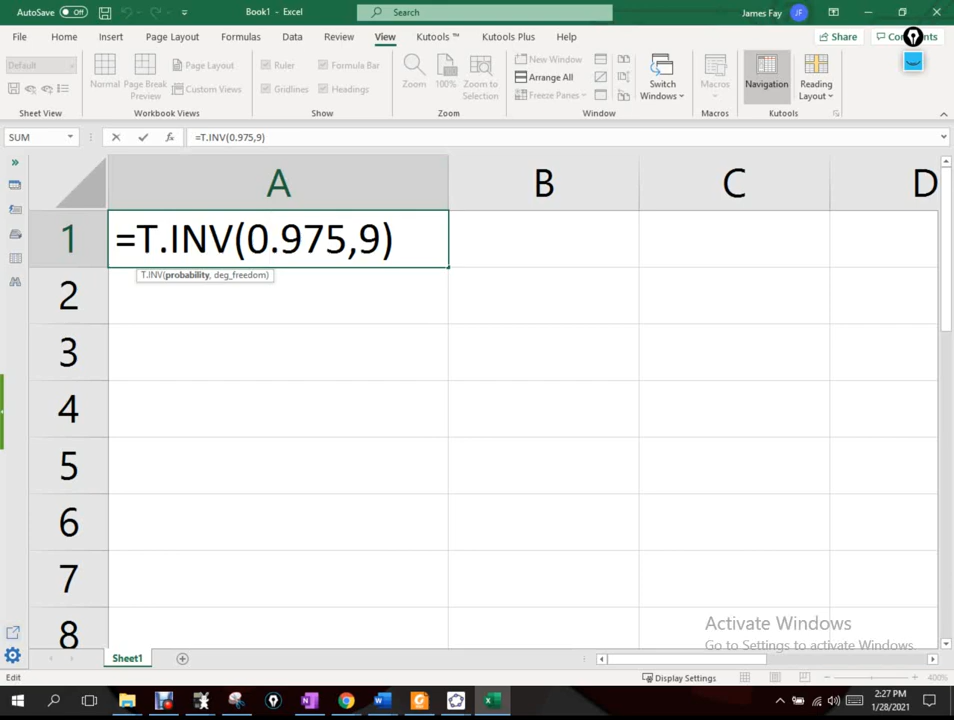 AutoSave Off Book1 - Excel Search James Fay JF
File Home Insert Page Layout Formulas Data Review View Kutools ™ Kutools Plus Help Share
Default Normal Page Break Preview Page Layout Custom Views
Ruler Formula Bar
Gridlines Headings
Zoom 100% Zoom to Selection
New Window
Arrange All
Freeze Panes
Switch Windows
Macros
Navigation
Reading Layout
Sheet View Workbook Views Show Zoom Window Macros Kutools
SUM =T.INV(0.975,9)
A B C D
1 =T.INV(0.975,9)
T.INV(probability, deg_freedom)
2
3
4
5
6
7
8
Activate Windows
Go to Settings to activate Windows.
Sheet1
Edit Display Settings 400%
2:27 PM
1/28/2021